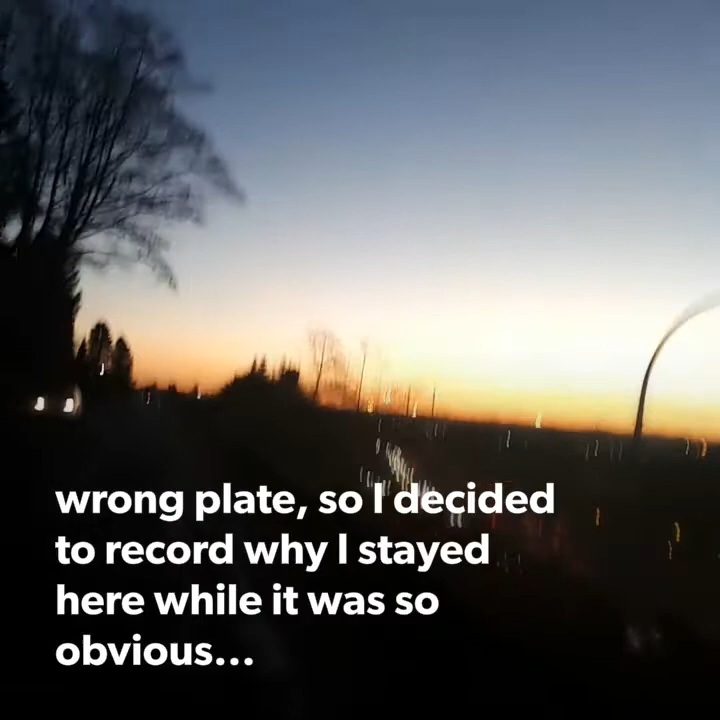 wrong plate, so I decided
to record why I stayed
here while it was so
obvious...